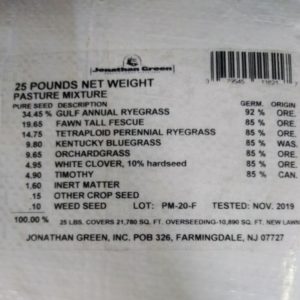 Jonathan Green
25 POUNDS NET WEIGHT
PASTURE MIXTURE
PURE SEED DESCRIPTION GERM. ORIGIN
34.45 % GULF ANNUAL RYEGRASS 92 % ORE.
19.65 FAWN TALL FESCUE 85 % ORE.
14.75 TETRAPLOID PERENNIAL RYEGRASS 85 % ORE.
9.80 KENTUCKY BLUEGRASS 85 % WAS.
9.65 ORCHARDGRASS 85 % ORE.
4.95 WHITE CLOVER, 10% hardseed 85 % ORE.
4.90 TIMOTHY 85 % CAN.
1.60 INERT MATTER
.15 OTHER CROP SEED
.10 WEED SEED LOT: PM-20-F TESTED: NOV. 2019
100.00 % 25 LBS. COVERS 21,780 SQ. FT. OVERSEEDING-10,890 SQ. FT. NEW LAWN
JONATHAN GREEN, INC. POB 326, FARMINGDALE, NJ 07727